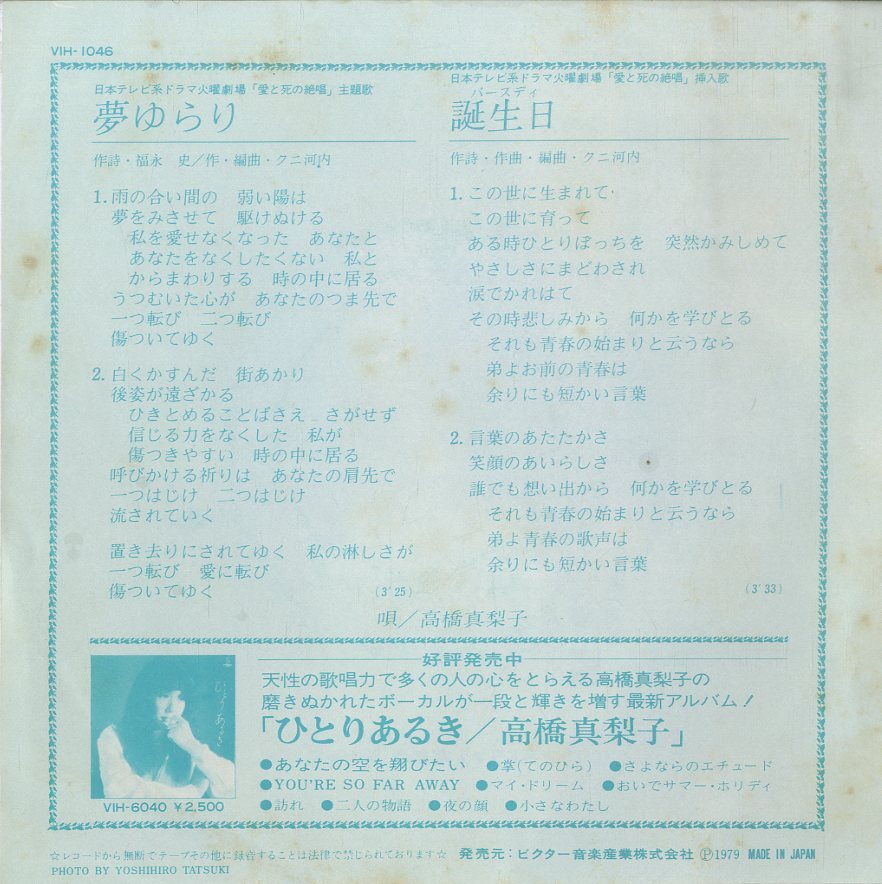 VIH-1046
日本テレビ系ドラマ火曜劇場「愛と死の絶唱」主題歌
夢ゆらり
作詩・福永　史／作・編曲・クニ河内
1. 雨の合い間の　弱い陽は
夢をみさせて　駆けぬける
私を愛せなくなった　あなたと
あなたをなくしたくない　私と
からまわりする　時の中に居る
うつむいた心が　あなたのつま先で
一つ転び　二つ転び
傷ついてゆく
2. 白くかすんだ　街あかり
後姿が遠ざかる
ひきとめることばさえ　さがせず
信じる力をなくした　私が
傷つきやすい　時の中に居る
呼びかける祈りは　あなたの肩先で
一つはじけ　二つはじけ
流されていく
置き去りにされてゆく　私の淋しさが
一つ転び　愛に転び
傷ついてゆく
(3'25)
日本テレビ系ドラマ火曜劇場「愛と死の絶唱」挿入歌
バースディ
誕生日
作詩・作曲・編曲・クニ河内
1. この世に生まれて
この世に育って
ある時ひとりぼっちを　突然かみしめて
やさしさにまどわされ
涙でかれはて
その時悲しみから　何かを学びとる
それも青春の始まりと云うなら
弟よお前の青春は
余りにも短かい言葉
2. 言葉のあたたかさ
笑顔のあいらしさ
誰でも想い出から　何かを学びとる
それも青春の始まりと云うなら
弟よ青春の歌声は
余りにも短かい言葉
(3'33)
唄／高橋真梨子
ひとりあるき
VIH-6040 ￥2,500
好評発売中
天性の歌唱力で多くの人の心をとらえる高橋真梨子の
磨きぬかれたボーカルが一段と輝きを増す最新アルバム！
「ひとりあるき／高橋真梨子」
●あなたの空を翔びたい　●掌(てのひら)　●さよならのエチュード
●YOU'RE SO FAR AWAY　●マイ・ドリーム　●おいでサマー・ホリディ
●訪れ　●二人の物語　●夜の顔　●小さなわたし
☆レコードから無断でテープその他に録音することは法律で禁じられております☆　発売元：ビクター音楽産業株式会社 Ⓟ1979 MADE IN JAPAN
PHOTO BY YOSHIHIRO TATSUKI